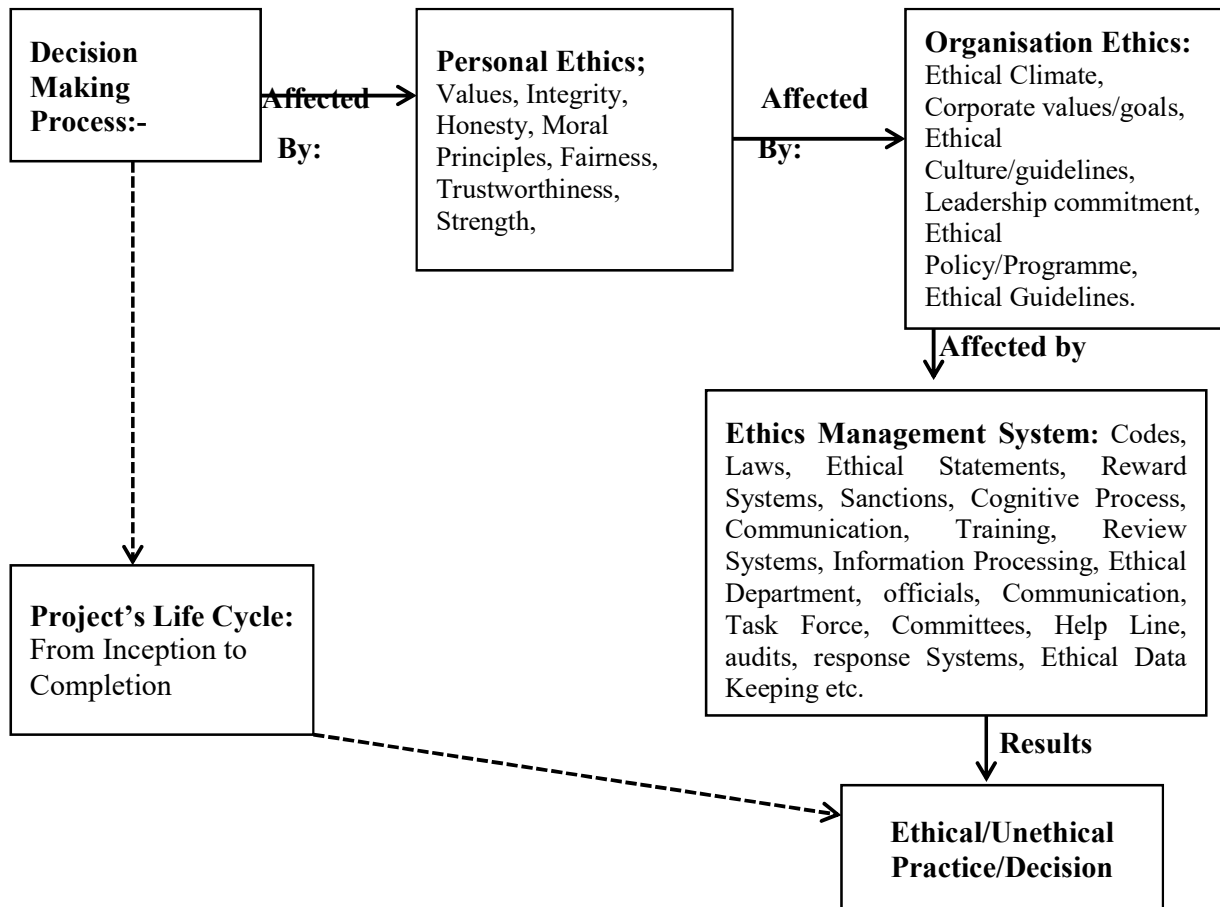 Decision
Making
Process:-
Affected
By:
Personal Ethics;
Values, Integrity,
Honesty, Moral
Principles, Fairness,
Trustworthiness,
Strength,
Affected
By:
Organisation Ethics:
Ethical Climate,
Corporate values/goals,
Ethical
Culture/guidelines,
Leadership commitment,
Ethical
Policy/Programme,
Ethical Guidelines.
Affected by
Ethics Management System: Codes,
Laws, Ethical Statements, Reward
Systems, Sanctions, Cognitive Process,
Communication, Training, Review
Systems, Information Processing, Ethical
Department, officials, Communication,
Task Force, Committees, Help Line,
audits, response Systems, Ethical Data
Keeping etc.
Project’s Life Cycle:
From Inception to
Completion
Results
Ethical/Unethical
Practice/Decision